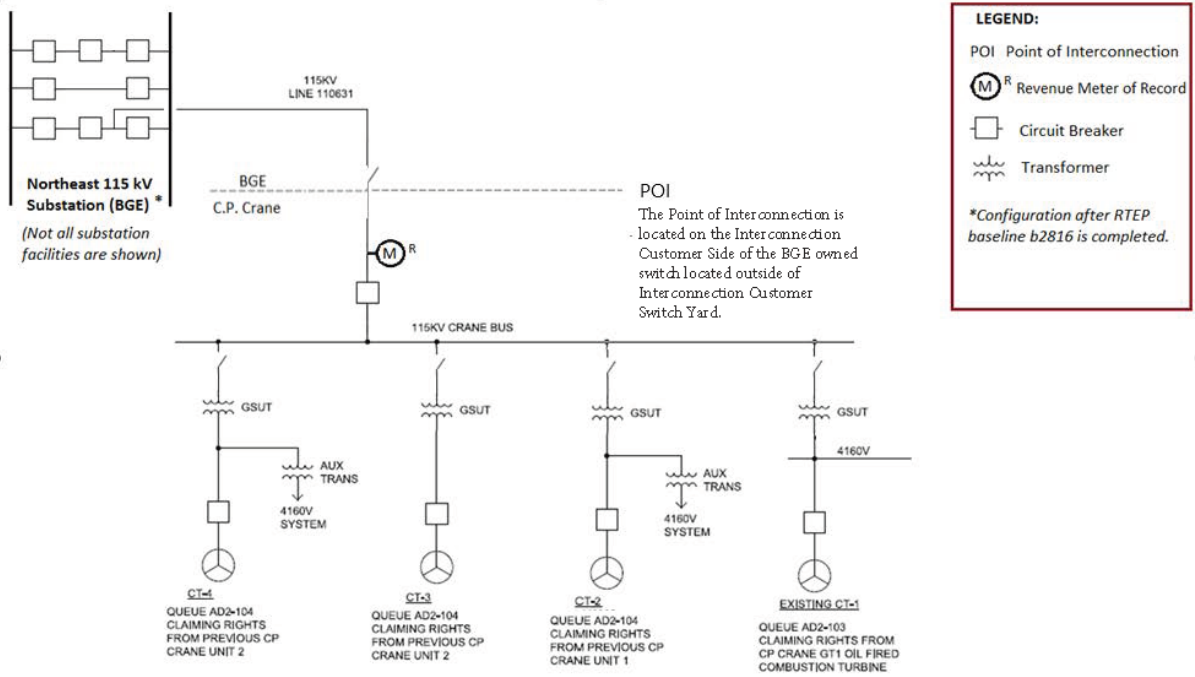 115KV
LINE 110631
Northeast 115 kV
Substation (BGE) *
(Not all substation
facilities are shown)
BGE
C.P. Crane
POI
The Point of Interconnection is
located on the Interconnection
Customer Side of the BGE owned
switch located outside of
Interconnection Customer
Switch Yard.
M R
115KV CRANE BUS
GSUT
GSUT
GSUT
GSUT
AUX
TRANS
4160V
SYSTEM
AUX
TRANS
4160V
SYSTEM
4160V
CT-4
QUEUE AD2-104
CLAIMING RIGHTS
FROM PREVIOUS CP
CRANE UNIT 2
CT-3
QUEUE AD2-104
CLAIMING RIGHTS
FROM PREVIOUS CP
CRANE UNIT 2
CT-2
QUEUE AD2-104
CLAIMING RIGHTS
FROM PREVIOUS CP
CRANE UNIT 1
EXISTING CT-1
QUEUE AD2-103
CLAIMING RIGHTS FROM
CP CRANE GT1 OIL FIRED
COMBUSTION TURBINE
LEGEND:
POI Point of Interconnection
M R Revenue Meter of Record
Circuit Breaker
Transformer
*Configuration after RTEP
baseline b2816 is completed.